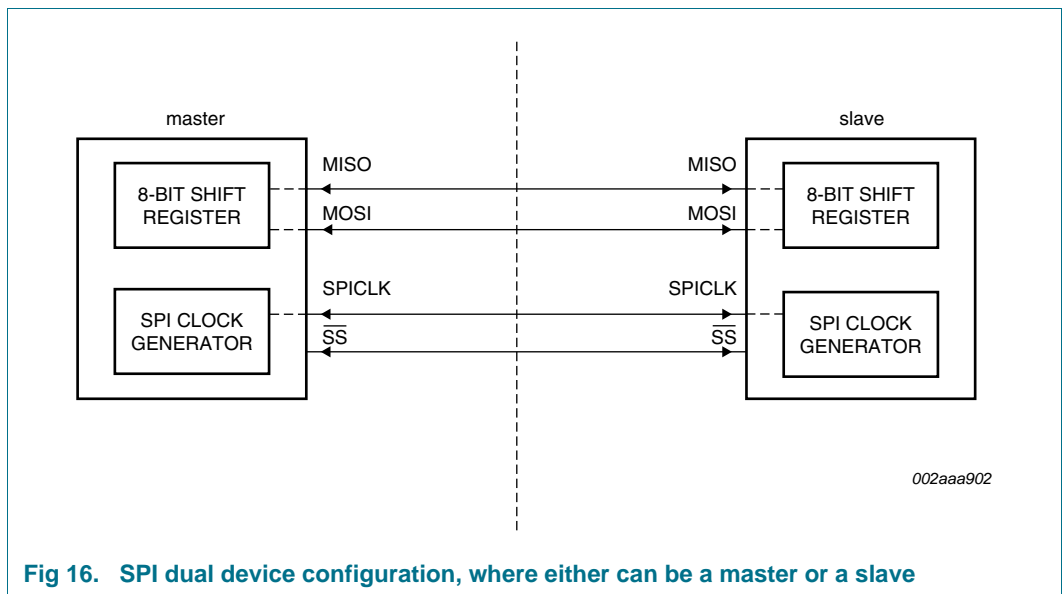 master
slave
8-BIT SHIFT
REGISTER
MISO
MISO
MOSI
MOSI
8-BIT SHIFT
REGISTER
SPI CLOCK
GENERATOR
SPICLK
SPICLK
SS
SS
SPI CLOCK
GENERATOR
002aaa902
Fig 16. SPI dual device configuration, where either can be a master or a slave